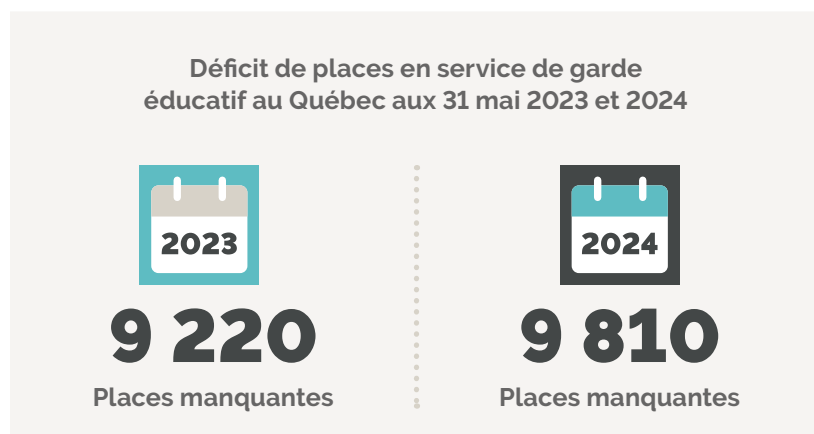 Déficit de places en service de garde
éducatif au Québec aux 31 mai 2023 et 2024
2023
9 220
Places manquantes
2024
9 810
Places manquantes